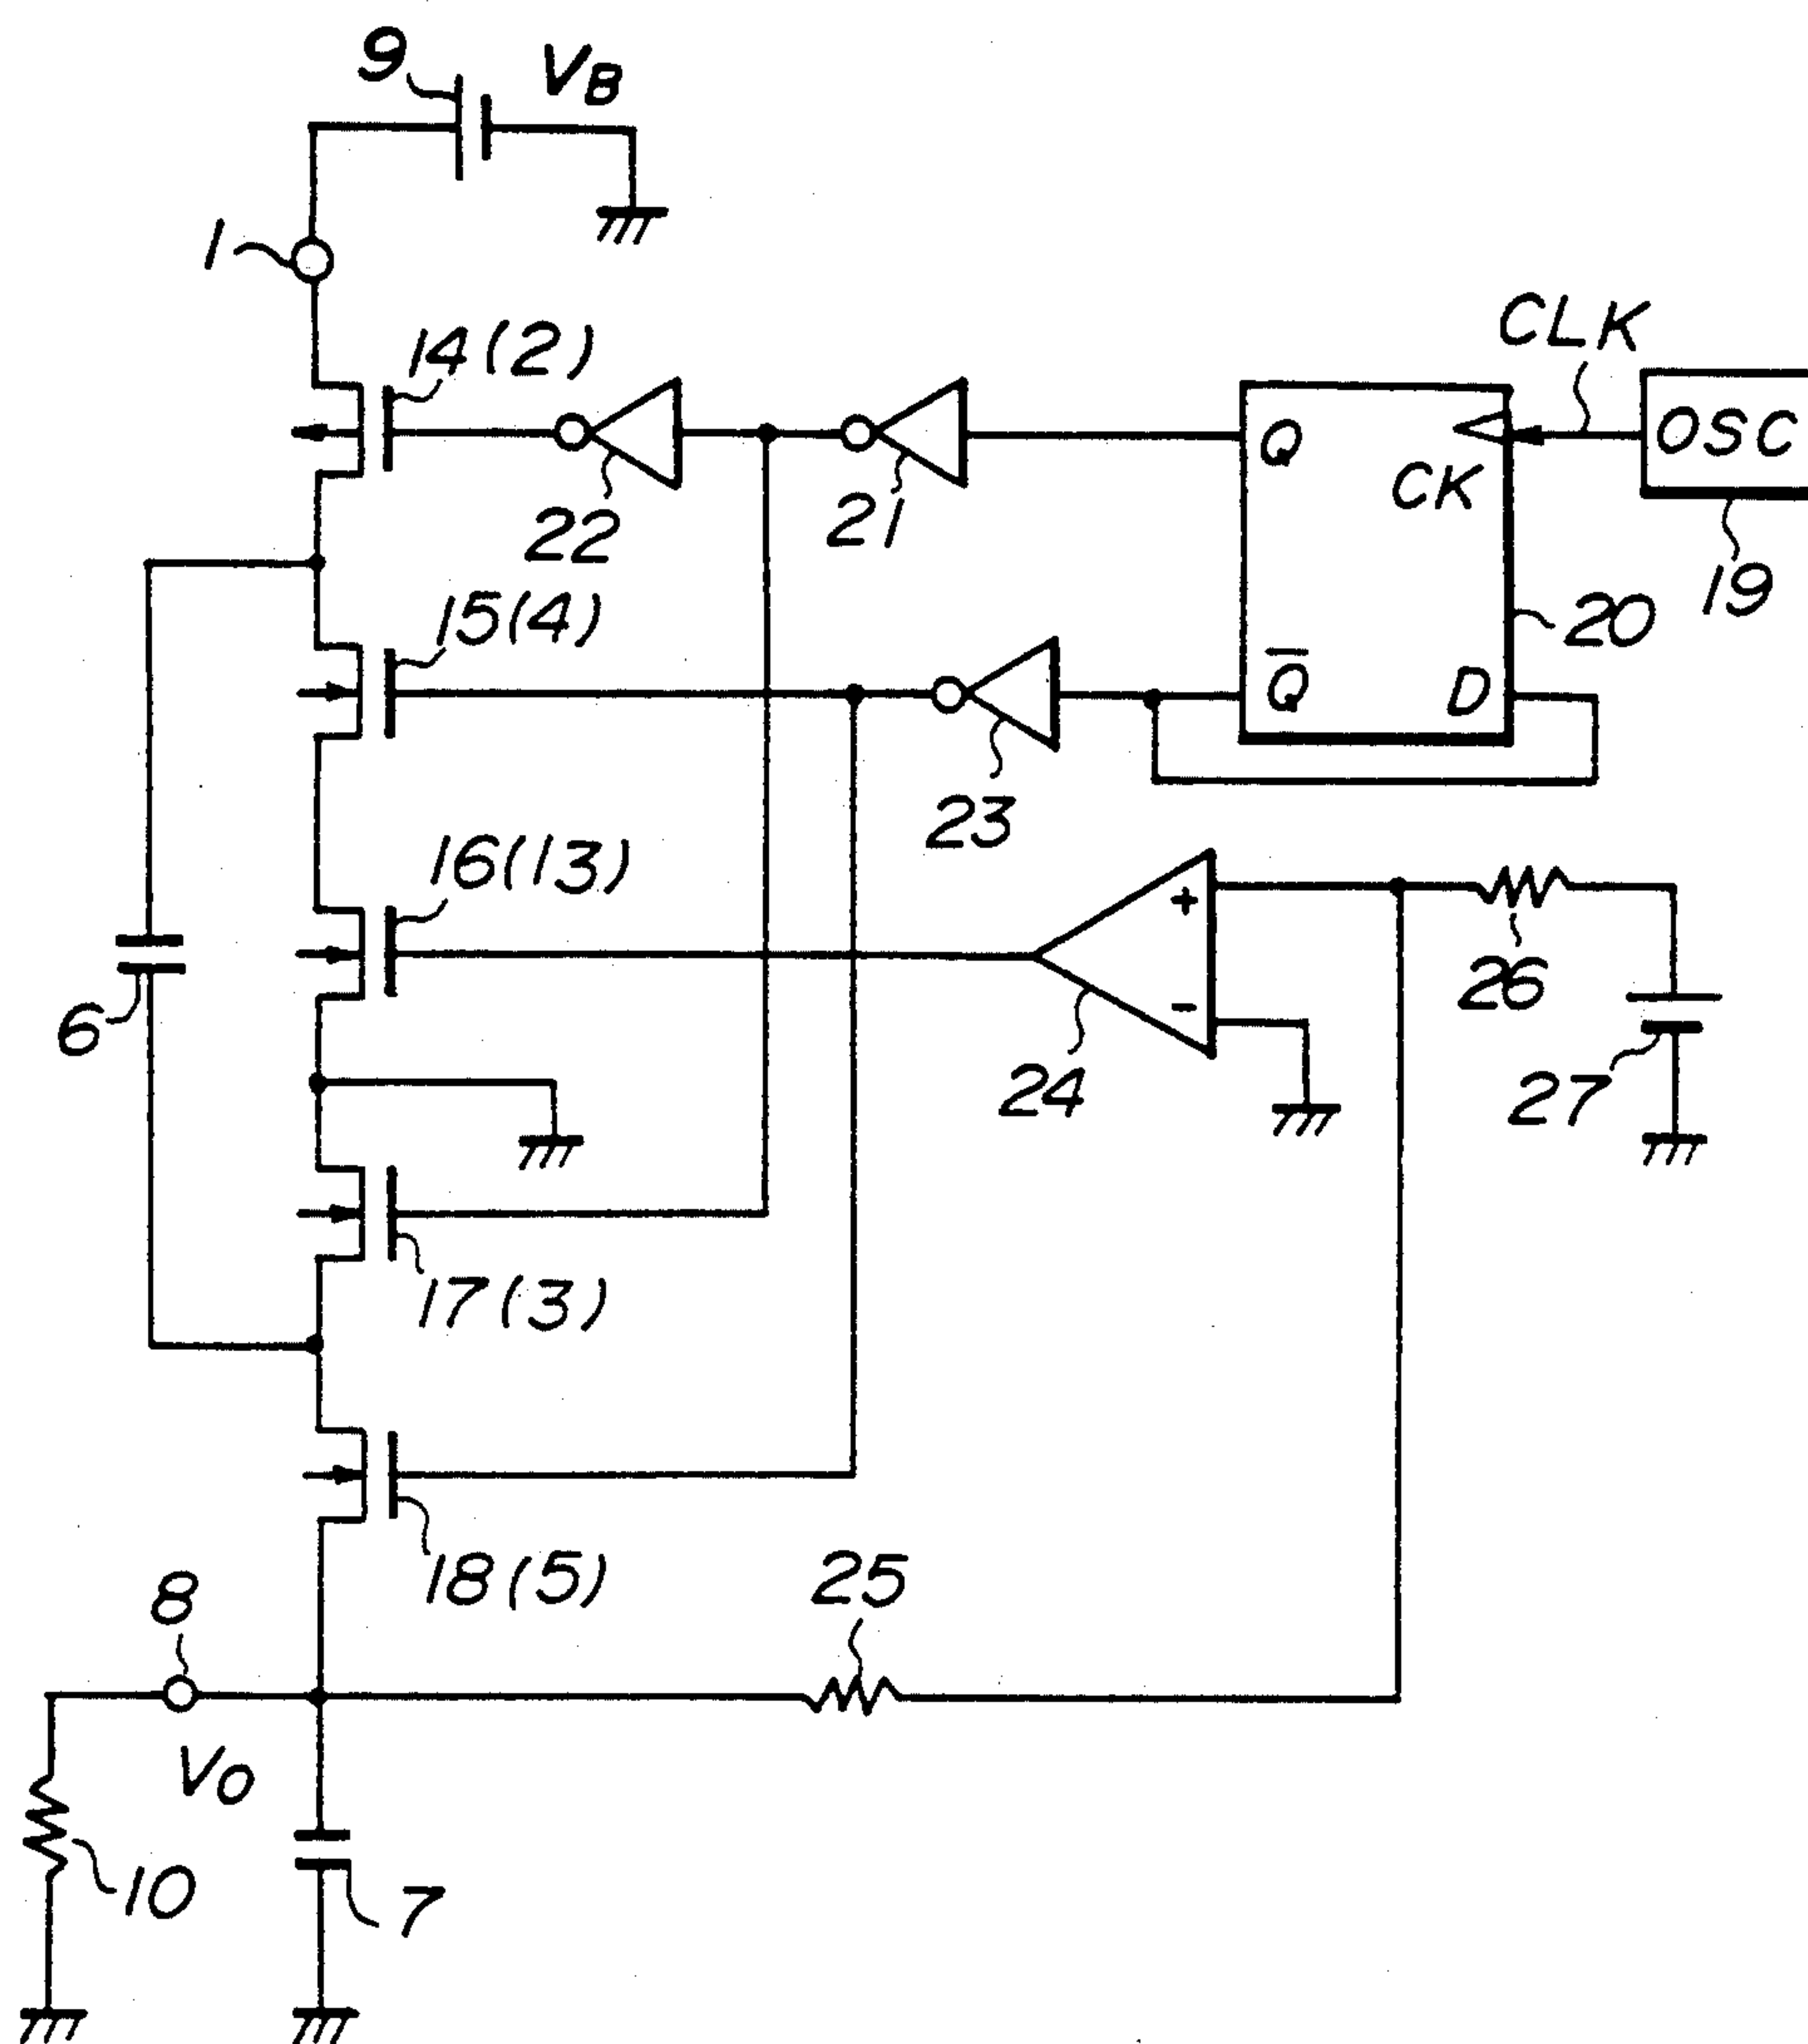 9
VB
1
14(2)
CLK
OSC
22
21
Q
CK
19
15(4)
20
Q̅
D
23
16(13)
+
26
6
-
24
27
17(3)
18(5)
25
8
VO
10
7